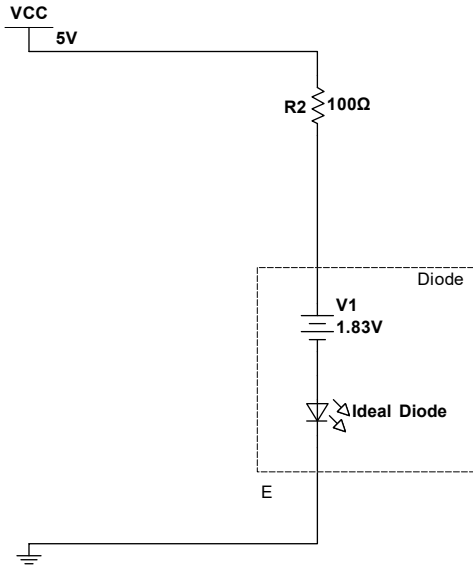 VCC
5V
R2 100Ω
Diode
V1
1.83V
Ideal Diode
E